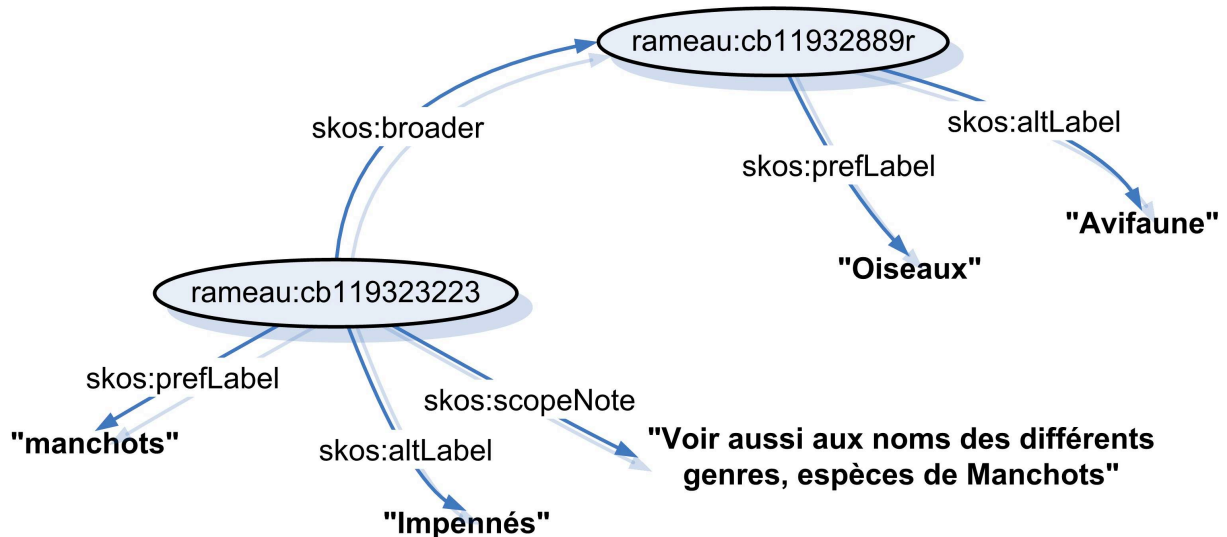 rameau:cb11932889r
skos:broader
skos:altLabel
skos:prefLabel
"Avifaune"
"Oiseaux"
rameau:cb119323223
skos:prefLabel
skos:scopeNote
"manchots"
skos:altLabel
"Voir aussi aux noms des différents
genres, espèces de Manchots"
"Impennés"